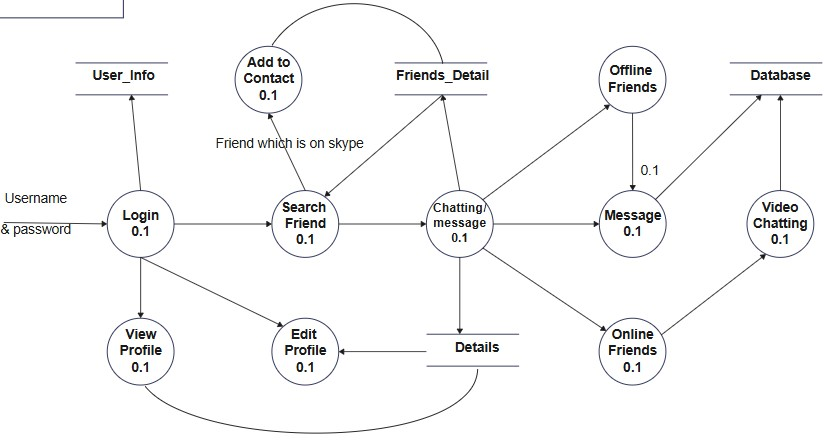 User_Info
Add to
Contact
0.1
Friends_Detail
Offline
Friends
Database
Friend which is on skype
0.1
Username
& password
Login
0.1
Search
Friend
0.1
Chatting/
message
0.1
Message
0.1
Video
Chatting
0.1
View
Profile
0.1
Edit
Profile
0.1
Details
Online
Friends
0.1